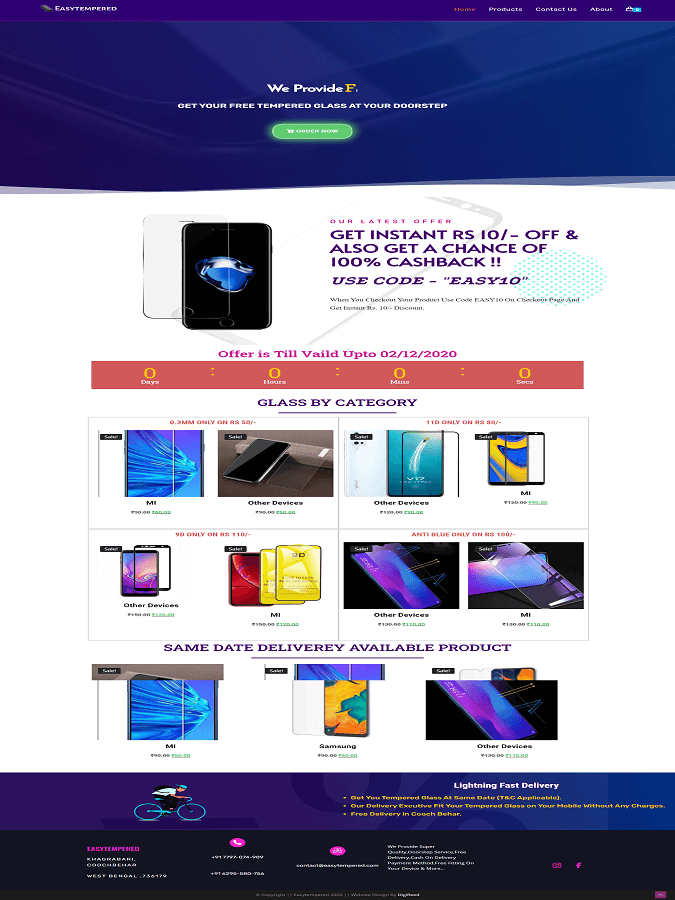 EASYTEMPERED
Home Products Contact Us About 0
We Provide F
GET YOUR FREE TEMPERED GLASS AT YOUR DOORSTEP
ORDER NOW
OUR LATEST OFFER
GET INSTANT RS 10/- OFF &
ALSO GET A CHANCE OF
100% CASHBACK !!
USE CODE - "EASY10"
When You Checkout Your Product Use Code EASY10 On Checkout Page And
Get Instant Rs. 10/- Discount.
Offer is Till Vaild Upto 02/12/2020
0 : 0 : 0 : 0
Days Hours Mins Secs
GLASS BY CATEGORY
0.3MM ONLY ON RS 50/-
Sale! Sale!
MI Other Devices
₹90.00 ₹60.00 ₹90.00 ₹60.00
11D ONLY ON RS 80/-
Sale! Sale!
V17
Other Devices MI
₹120.00 ₹90.00 ₹120.00 ₹90.00
9D ONLY ON RS 110/-
Sale! Sale!
9D
Other Devices MI
₹150.00 ₹120.00 ₹150.00 ₹120.00
ANTI BLUE ONLY ON RS 100/-
Sale! Sale!
Other Devices MI
₹130.00 ₹110.00 ₹130.00 ₹110.00
SAME DATE DELIVEREY AVAILABLE PRODUCT
Sale! Sale! Sale!
MI Samsung Other Devices
₹90.00 ₹60.00 ₹90.00 ₹60.00 ₹130.00 ₹110.00
Lightning Fast Delivery
Get You Tempered Glass At Same Date (T&C Applicable).
Our Delivery Excutive Fit Your Tempered Glass on Your Mobile Without Any Charges.
Free Delivery in Cooch Behar.
EASYTEMPERED
KHAGRABARI,
COOCHBEHAR
WEST BENGAL ,736179
+91 7797-074-909
+91 6295-580-756
contact@easytempered.com
We Provide Super
Quality,Doorstep Service,Free
Delivery,Cash On Delivery
Payment Method,Free Fitting On
Your Device & More...
© Copyright || Easytempered 2020 || Website Design By DigiReed